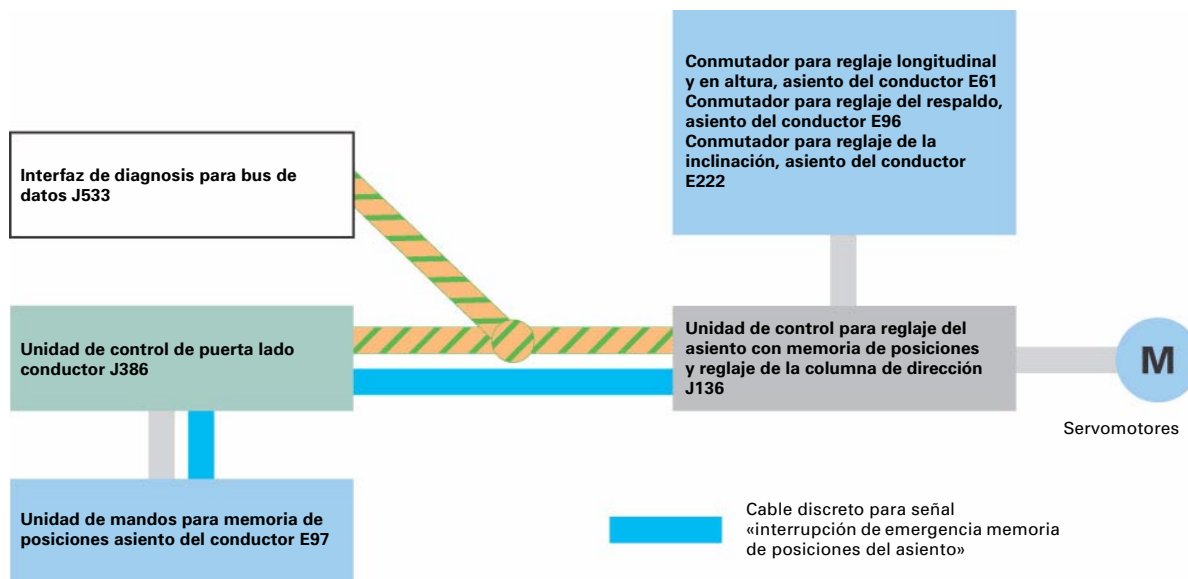 Conmutador para reglaje longitudinal
y en altura, asiento del conductor E61
Conmutador para reglaje del respaldo,
asiento del conductor E96
Conmutador para reglaje de la
inclinación, asiento del conductor
E222
Interfaz de diagnosis para bus de
datos J533
Unidad de control de puerta lado
conductor J386
Unidad de control para reglaje del
asiento con memoria de posiciones
y reglaje de la columna de dirección
J136
M
Servomotores
Unidad de mandos para memoria de
posiciones asiento del conductor E97
Cable discreto para señal
«interrupción de emergencia memoria
de posiciones del asiento»